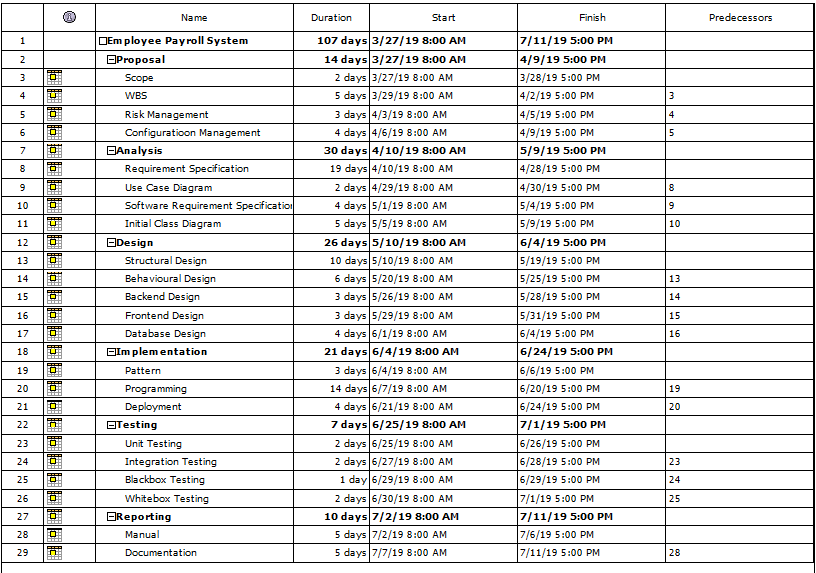 Name Duration Start Finish Predecessors
1 Employee Payroll System 107 days 3/27/19 8:00 AM 7/11/19 5:00 PM
2 Proposal 14 days 3/27/19 8:00 AM 4/9/19 5:00 PM
3 Scope 2 days 3/27/19 8:00 AM 3/28/19 5:00 PM
4 WBS 5 days 3/29/19 8:00 AM 4/2/19 5:00 PM 3
5 Risk Management 3 days 4/3/19 8:00 AM 4/5/19 5:00 PM 4
6 Configuratioon Management 4 days 4/6/19 8:00 AM 4/9/19 5:00 PM 5
7 Analysis 30 days 4/10/19 8:00 AM 5/9/19 5:00 PM
8 Requirement Specification 19 days 4/10/19 8:00 AM 4/28/19 5:00 PM
9 Use Case Diagram 2 days 4/29/19 8:00 AM 4/30/19 5:00 PM 8
10 Software Requirement Specification 4 days 5/1/19 8:00 AM 5/4/19 5:00 PM 9
11 Initial Class Diagram 5 days 5/5/19 8:00 AM 5/9/19 5:00 PM 10
12 Design 26 days 5/10/19 8:00 AM 6/4/19 5:00 PM
13 Structural Design 10 days 5/10/19 8:00 AM 5/19/19 5:00 PM
14 Behavioural Design 6 days 5/20/19 8:00 AM 5/25/19 5:00 PM 13
15 Backend Design 3 days 5/26/19 8:00 AM 5/28/19 5:00 PM 14
16 Frontend Design 3 days 5/29/19 8:00 AM 5/31/19 5:00 PM 15
17 Database Design 4 days 6/1/19 8:00 AM 6/4/19 5:00 PM 16
18 Implementation 21 days 6/4/19 8:00 AM 6/24/19 5:00 PM
19 Pattern 3 days 6/4/19 8:00 AM 6/6/19 5:00 PM
20 Programming 14 days 6/7/19 8:00 AM 6/20/19 5:00 PM 19
21 Deployment 4 days 6/21/19 8:00 AM 6/24/19 5:00 PM 20
22 Testing 7 days 6/25/19 8:00 AM 7/1/19 5:00 PM
23 Unit Testing 2 days 6/25/19 8:00 AM 6/26/19 5:00 PM
24 Integration Testing 2 days 6/27/19 8:00 AM 6/28/19 5:00 PM 23
25 Blackbox Testing 1 day 6/29/19 8:00 AM 6/29/19 5:00 PM 24
26 Whitebox Testing 2 days 6/30/19 8:00 AM 7/1/19 5:00 PM 25
27 Reporting 10 days 7/2/19 8:00 AM 7/11/19 5:00 PM
28 Manual 5 days 7/2/19 8:00 AM 7/6/19 5:00 PM
29 Documentation 5 days 7/7/19 8:00 AM 7/11/19 5:00 PM 28